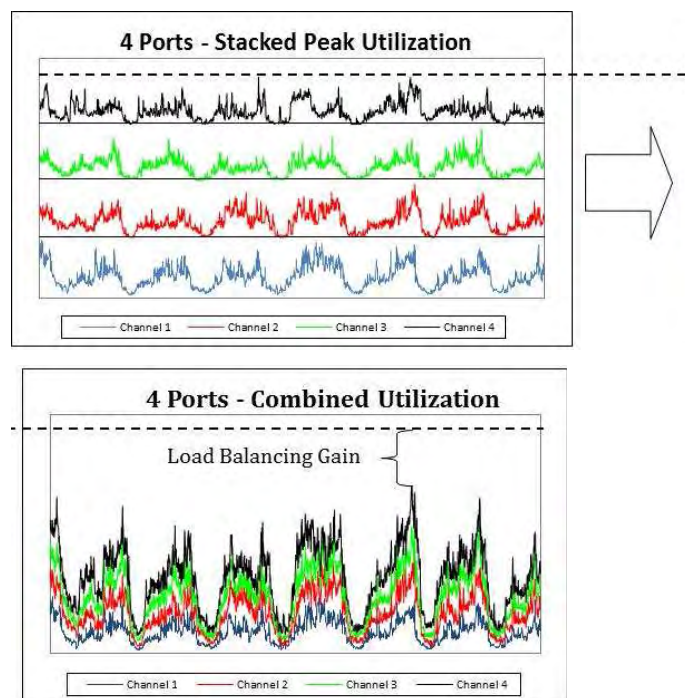 4 Ports - Stacked Peak Utilization
Channel 1 Channel 2 Channel 3 Channel 4
4 Ports - Combined Utilization
Load Balancing Gain
Channel 1 Channel 2 Channel 3 Channel 4